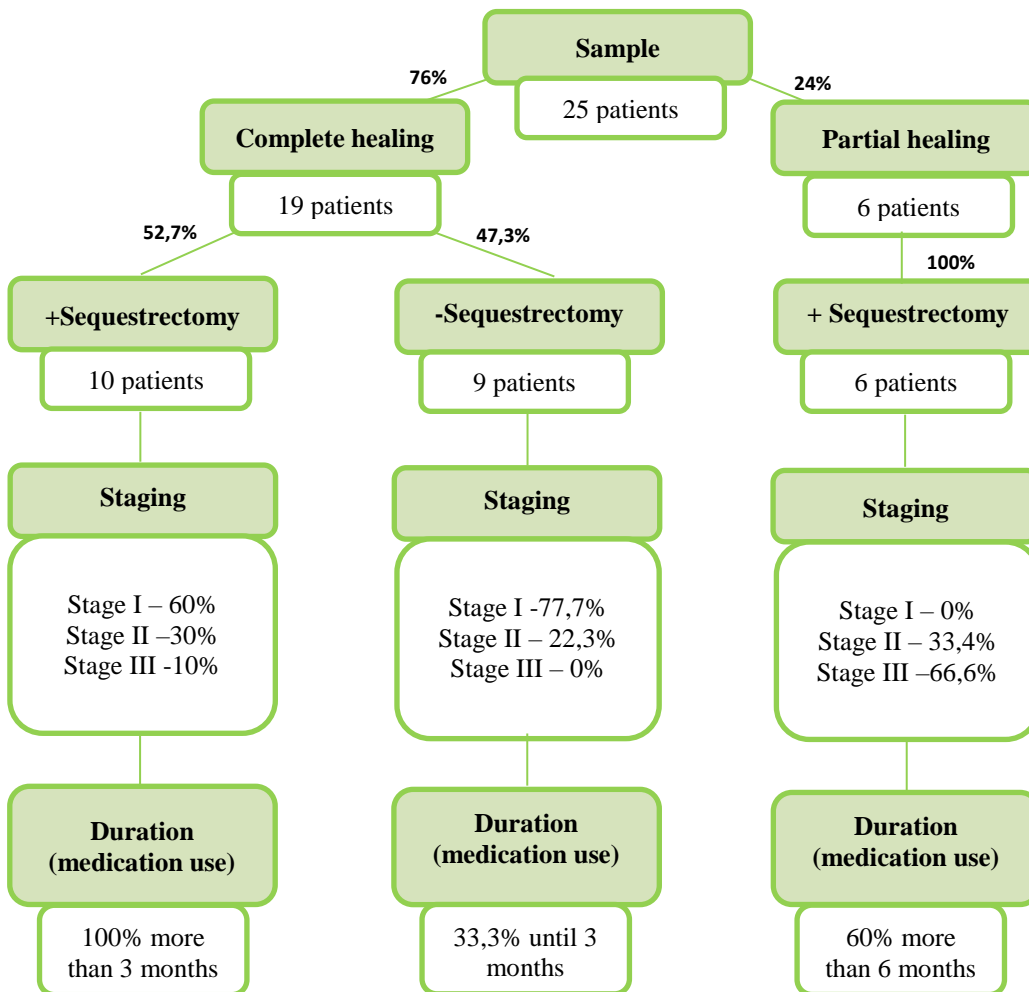 Sample
76%
24%
25 patients
Complete healing
Partial healing
19 patients
6 patients
52,7%
47,3%
100%
+Sequestrectomy
-Sequestrectomy
+ Sequestrectomy
10 patients
9 patients
6 patients
Staging
Staging
Staging
Stage I – 60%
Stage II –30%
Stage III -10%
Stage I -77,7%
Stage II – 22,3%
Stage III – 0%
Stage I – 0%
Stage II – 33,4%
Stage III –66,6%
Duration
(medication use)
Duration
(medication use)
Duration
(medication use)
100% more
than 3 months
33,3% until 3
months
60% more
than 6 months